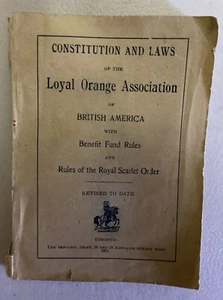 CONSTITUTION AND LAWS
OF THE
Loyal Orange Association
OF
BRITISH AMERICA
WITH
Benefit Fund Rules
AND
Rules of the Royal Scarlet Order
REVISED TO DATE
TORONTO: